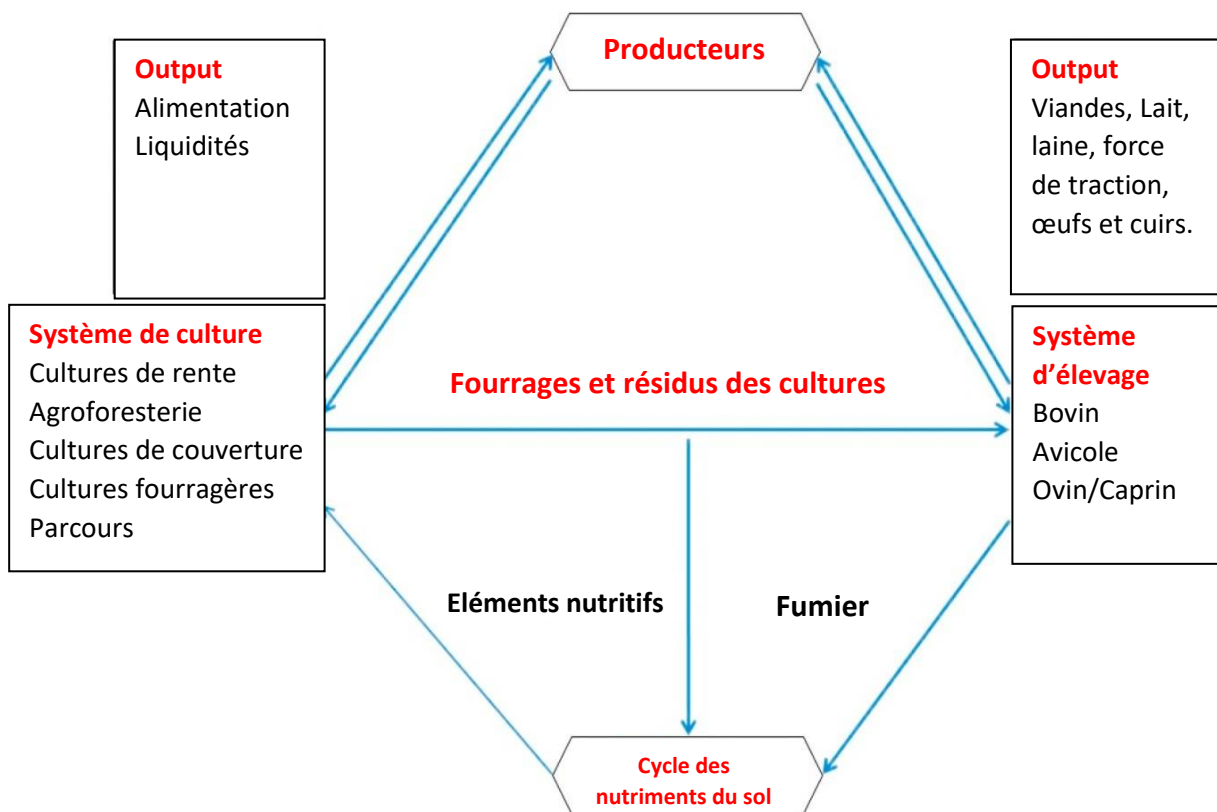 Producteurs
Output
Alimentation
Liquidités
Output
Viandes, Lait,
laine, force
de traction,
œufs et cuirs.
Système de culture
Cultures de rente
Agroforesterie
Cultures de couverture
Cultures fourragères
Parcours
Fourrages et résidus des cultures
Système
d’élevage
Bovin
Avicole
Ovin/Caprin
Eléments nutritifs
Fumier
Cycle des
nutriments du sol